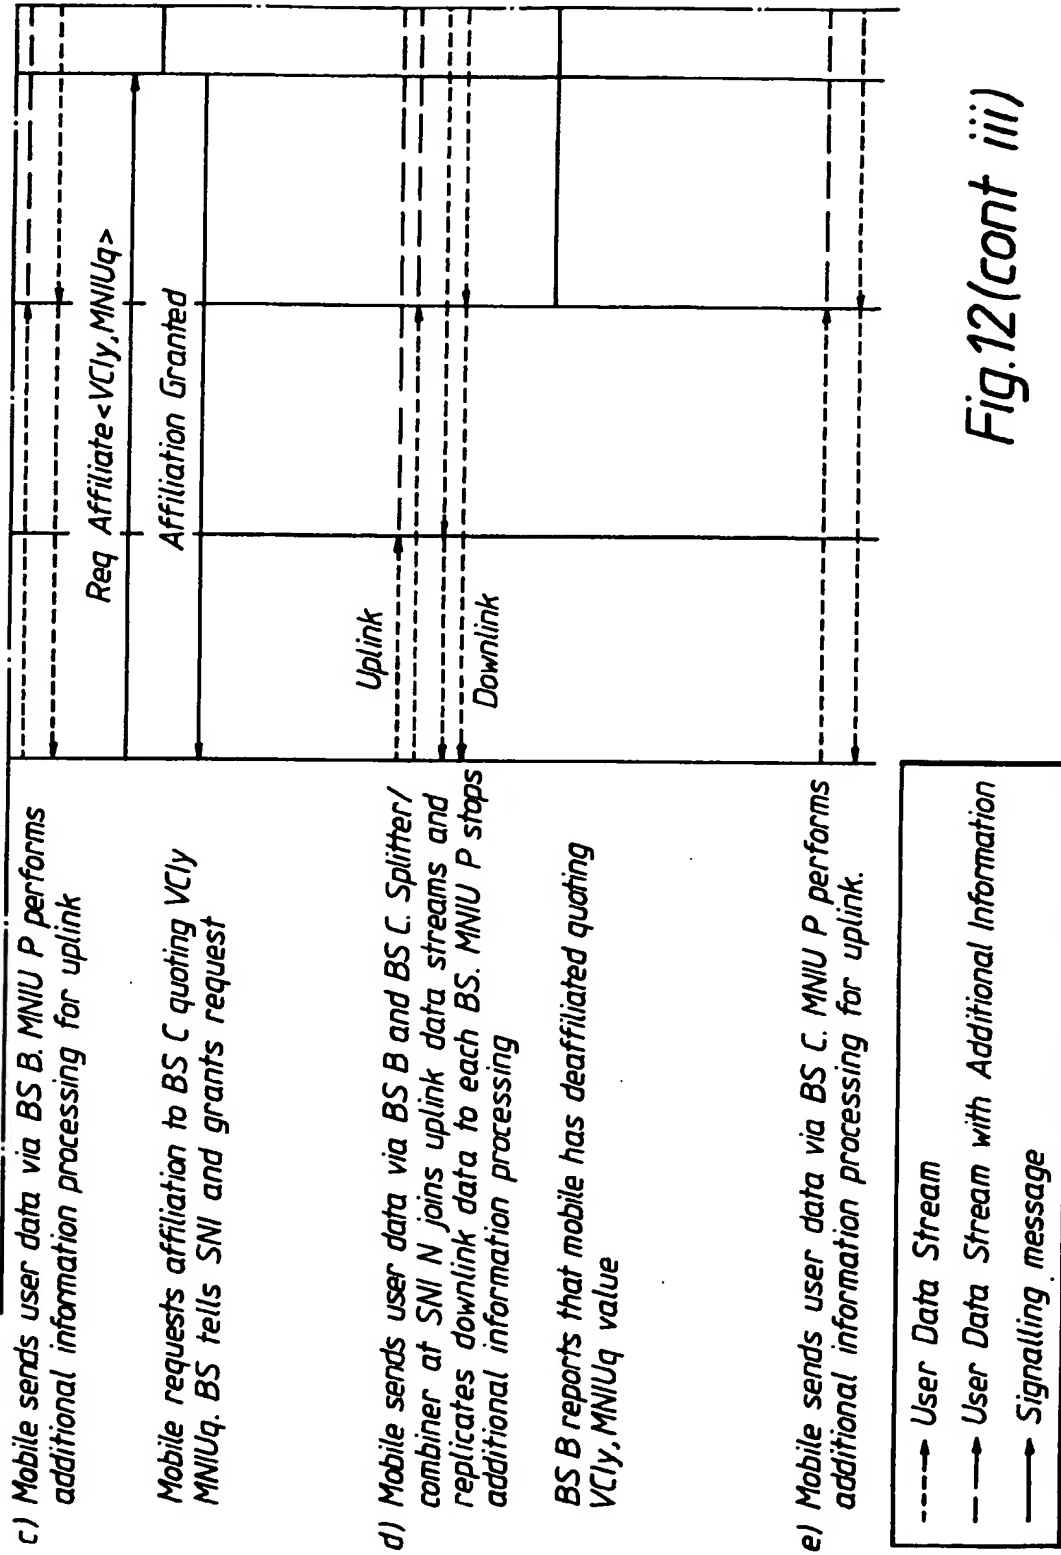 c) Mobile sends user data via BS B. MNIU P performs
additional information processing for uplink
Mobile requests affiliation to BS C quoting VCIy
MNIUq. BS tells SNI and grants request
Req Affiliate<VCIy,MNIUq>
Affiliation Granted
d) Mobile sends user data via BS B and BS C. Splitter/
combiner at SNI N joins uplink data streams and
replicates downlink data to each BS. MNIU P stops
additional information processing
Uplink
Downlink
BS B reports that mobile has deaffiliated quoting
VCIy, MNIUq value
e) Mobile sends user data via BS C. MNIU P performs
additional information processing for uplink.
User Data Stream
User Data Stream with Additional Information
Signalling message
Fig.12(cont iii)